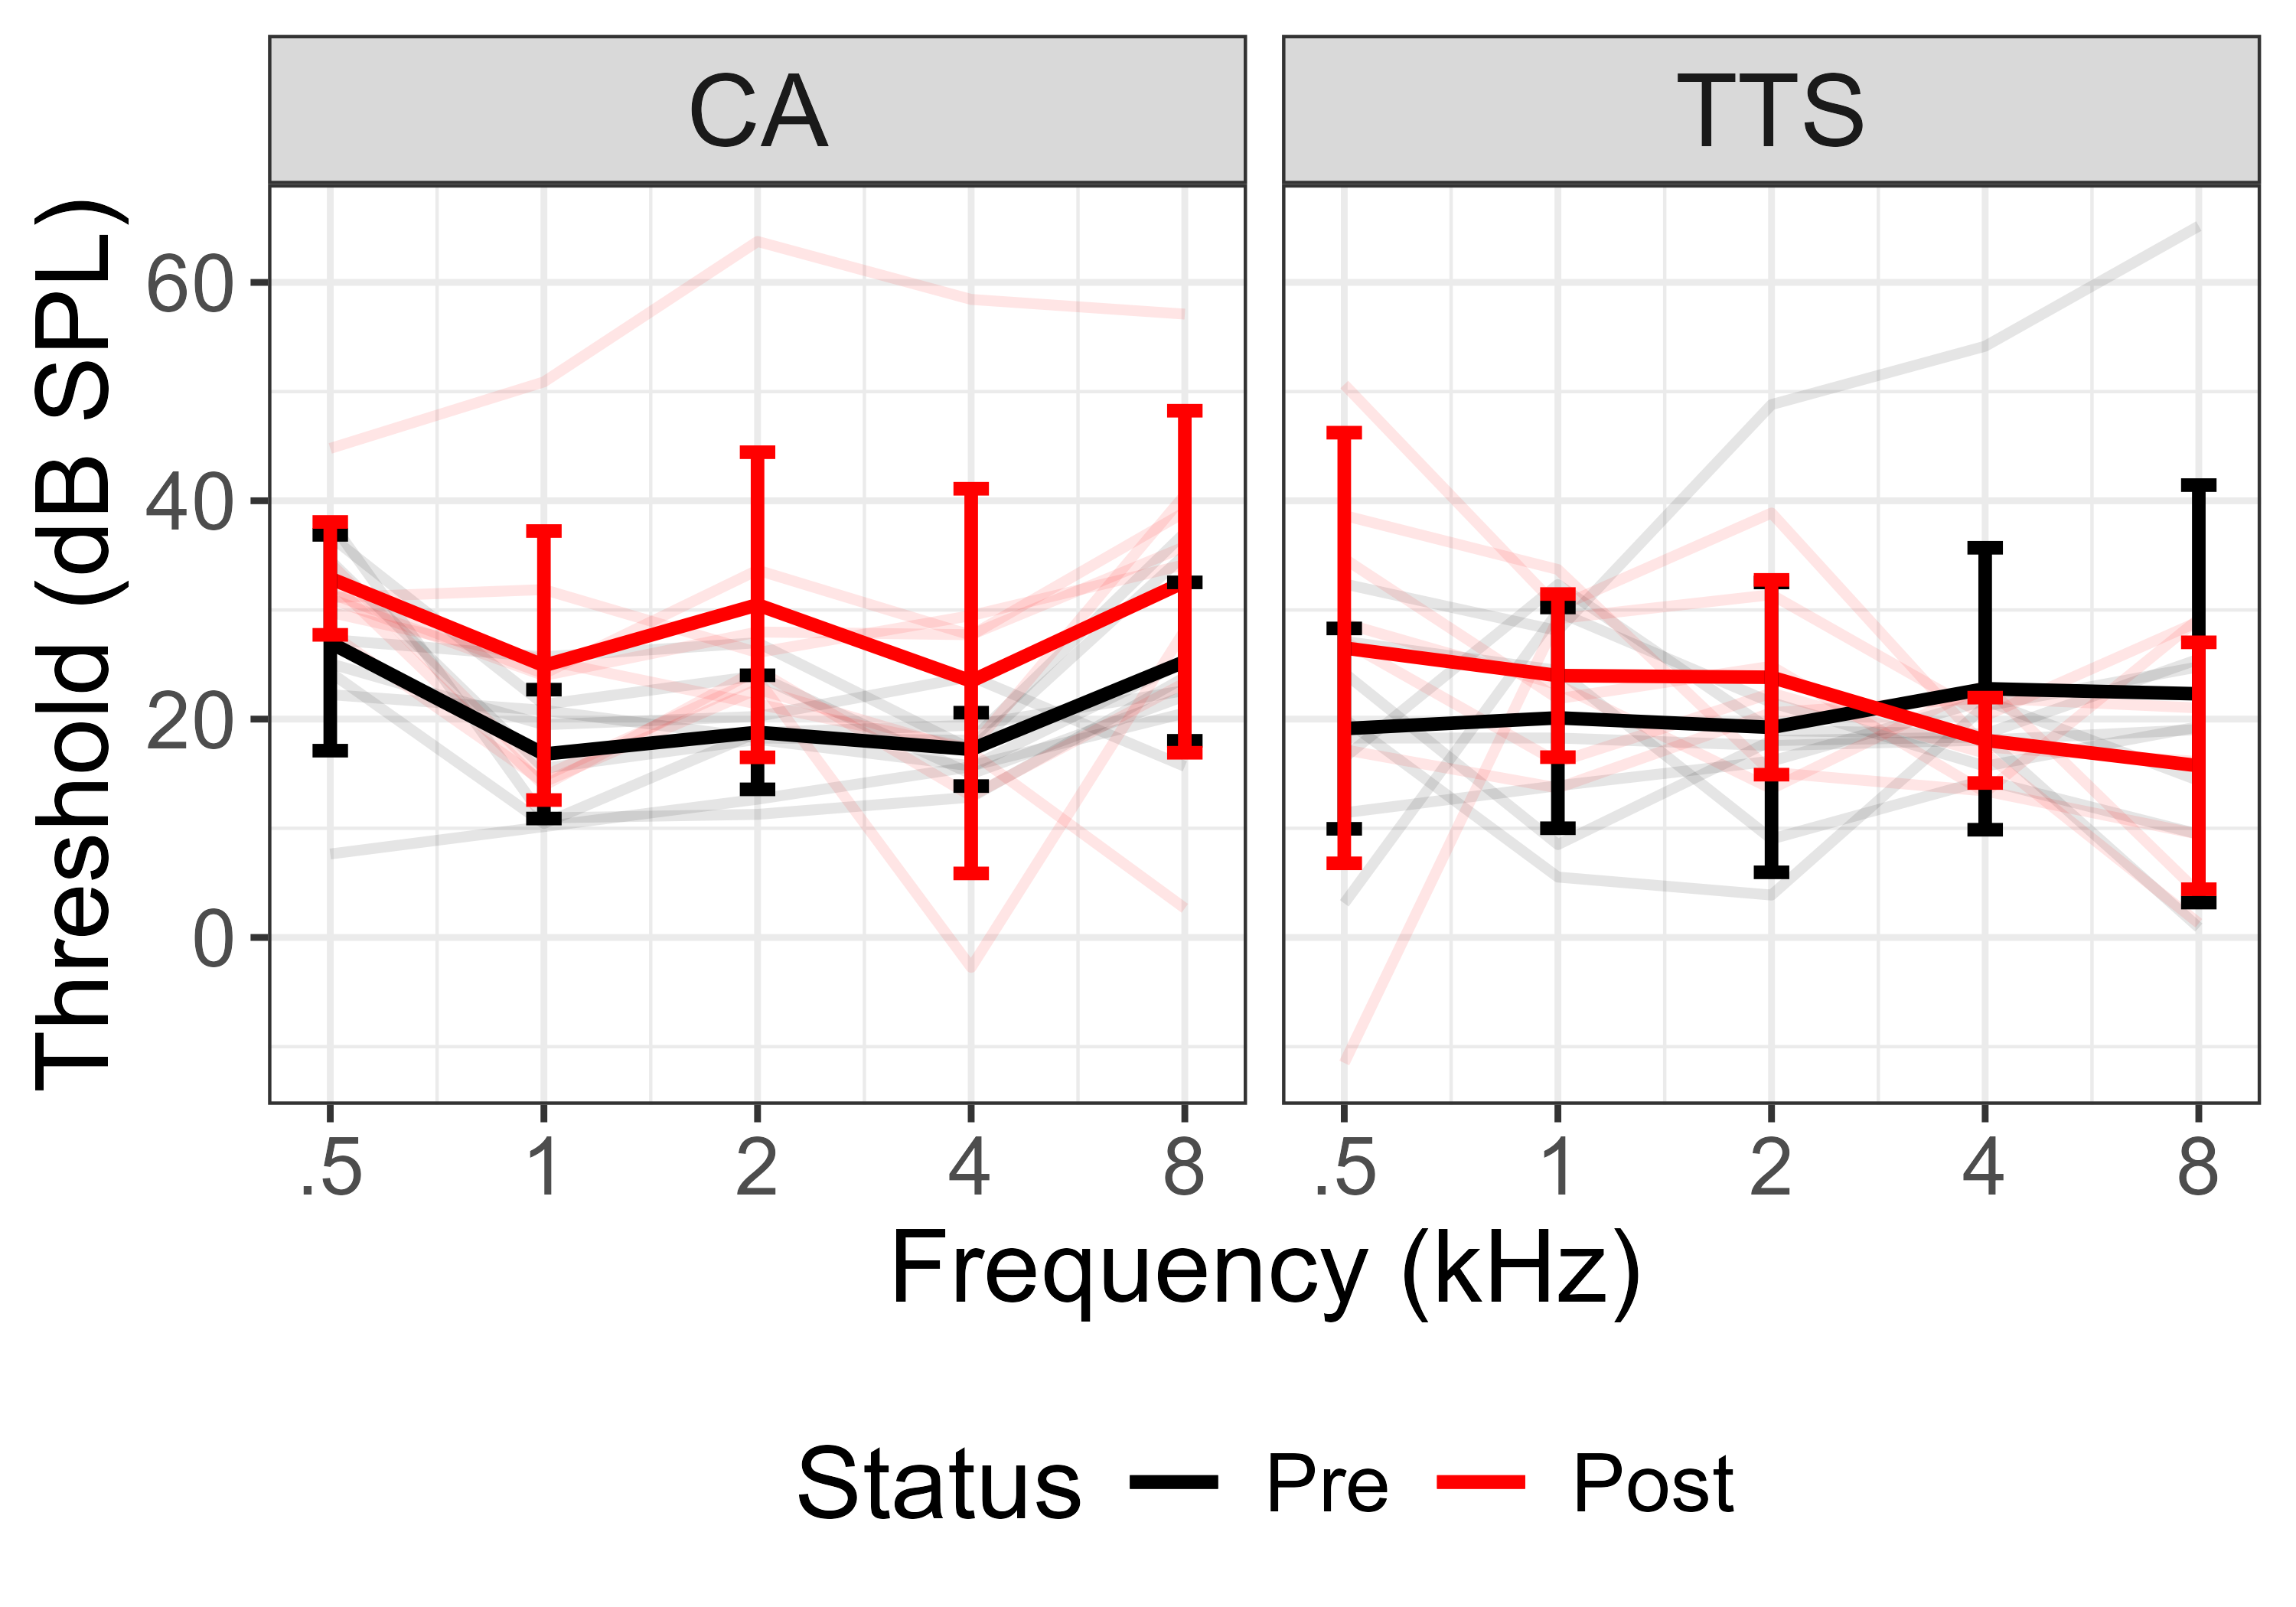 CA
TTS
Threshold (dB SPL)
60
40
20
0
.5 1 2 4 8
.5 1 2 4 8
Frequency (kHz)
Status Pre Post